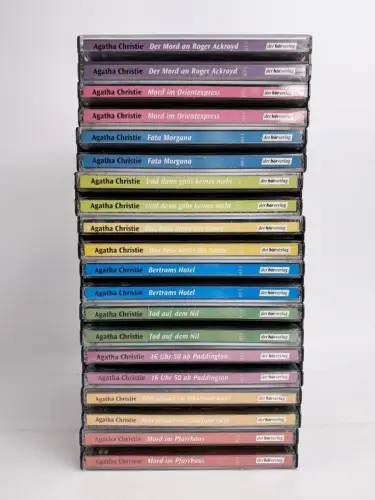 Agatha Christie Der Mord an Roger Ackroyd der hörverlag
Agatha Christie Der Mord an Roger Ackroyd der hörverlag
Agatha Christie Mord im Orientexpress der hörverlag
Agatha Christie Mord im Orientexpress der hörverlag
Agatha Christie Fata Morgana der hörverlag
Agatha Christie Fata Morgana der hörverlag
Agatha Christie Und dann gabs keines mehr der hörverlag
Agatha Christie Und dann gabs keines mehr der hörverlag
Agatha Christie der hörverlag
Agatha Christie der hörverlag
Agatha Christie Bertrams Hotel der hörverlag
Agatha Christie Bertrams Hotel der hörverlag
Agatha Christie Tod auf dem Nil der hörverlag
Agatha Christie Tod auf dem Nil der hörverlag
Agatha Christie 16 Uhr 50 ab Paddington der hörverlag
Agatha Christie 16 Uhr 50 ab Paddington der hörverlag
Agatha Christie der hörverlag
Agatha Christie der hörverlag
Agatha Christie Mord im Pfarrhaus der hörverlag
Agatha Christie Mord im Pfarrhaus der hörverlag